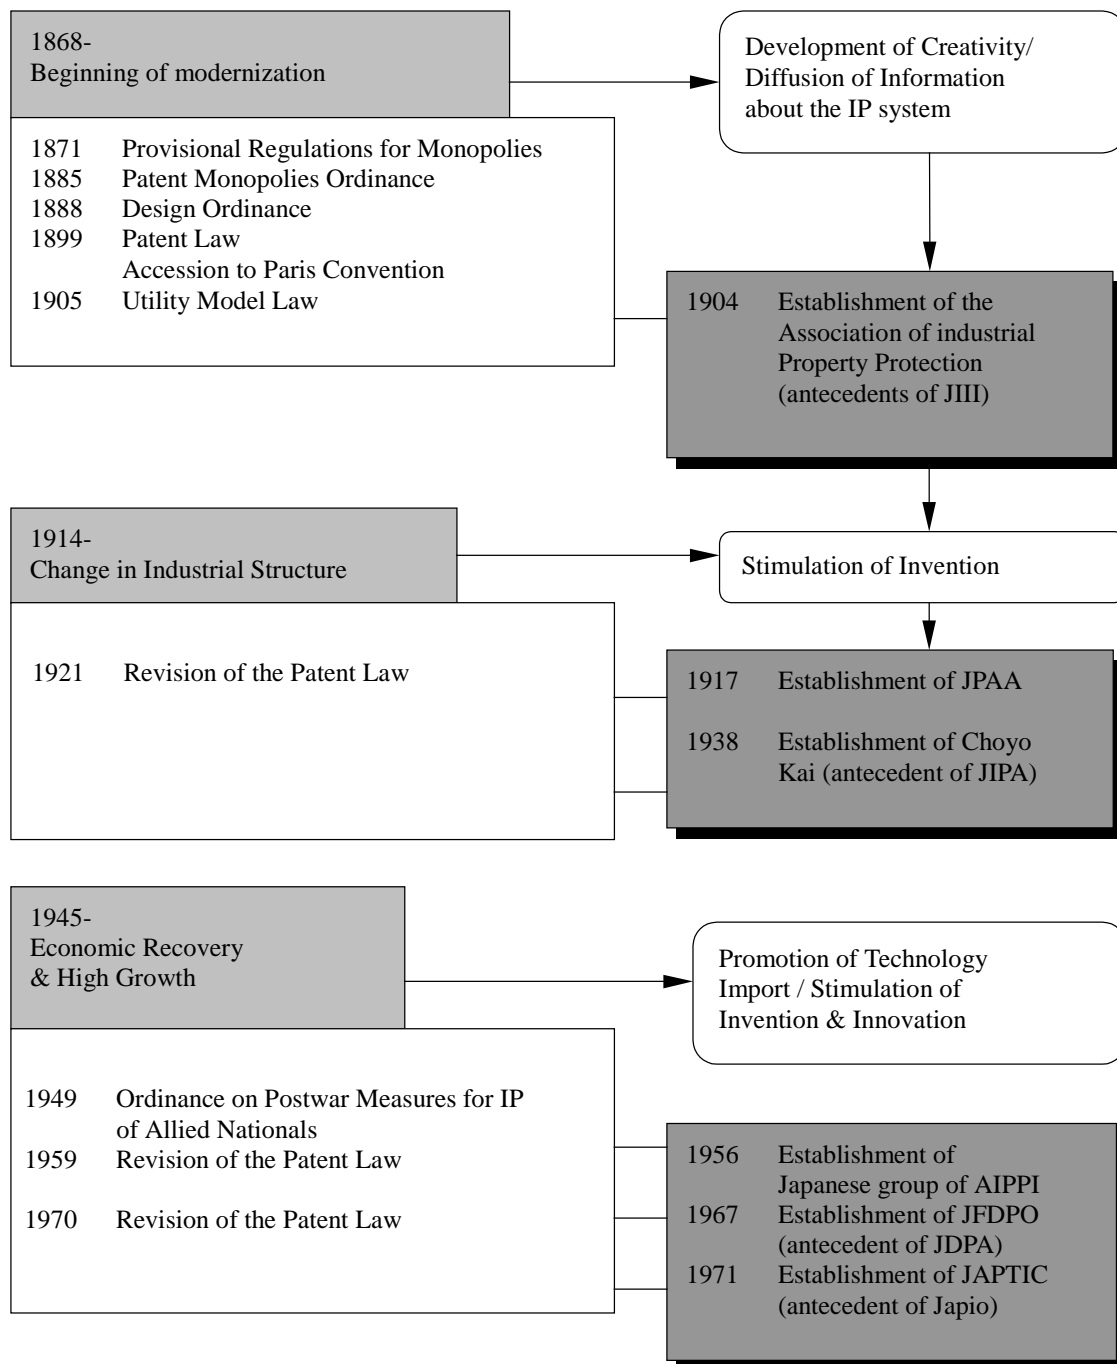 1868-
Beginning of modernization
Development of Creativity/
Diffusion of Information
about the IP system
1871 Provisional Regulations for Monopolies
1885 Patent Monopolies Ordinance
1888 Design Ordinance
1899 Patent Law
Accession to Paris Convention
1905 Utility Model Law
1904 Establishment of the
Association of industrial
Property Protection
(antecedents of JIII)
1914-
Change in Industrial Structure
Stimulation of Invention
1921 Revision of the Patent Law
1917 Establishment of JPAA
1938 Establishment of Choyo
Kai (antecedent of JIPA)
1945-
Economic Recovery
& High Growth
Promotion of Technology
Import / Stimulation of
Invention & Innovation
1949 Ordinance on Postwar Measures for IP
of Allied Nationals
1959 Revision of the Patent Law
1970 Revision of the Patent Law
1956 Establishment of
Japanese group of AIPPI
1967 Establishment of JFDPO
(antecedent of JDPA)
1971 Establishment of JAPTIC
(antecedent of Japio)